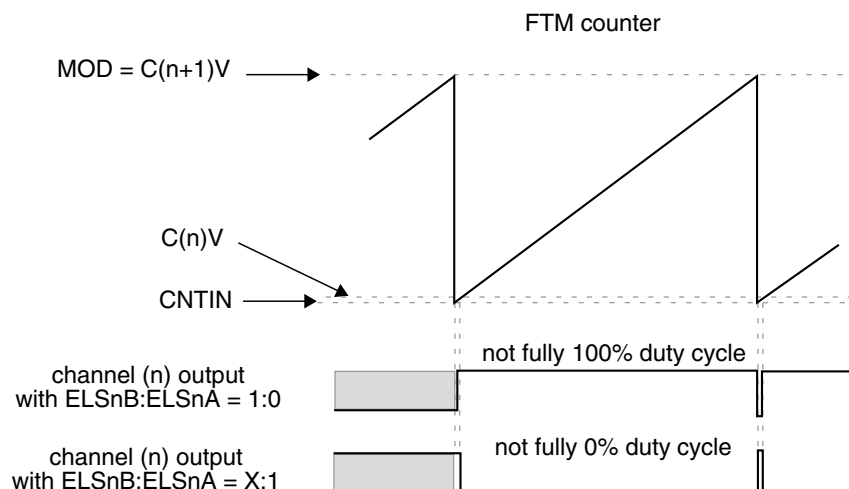 FTM counter
MOD = C(n+1)V
C(n)V
CNTIN
not fully 100% duty cycle
channel (n) output
with ELSnB:ELSnA = 1:0
not fully 0% duty cycle
channel (n) output
with ELSnB:ELSnA = X:1